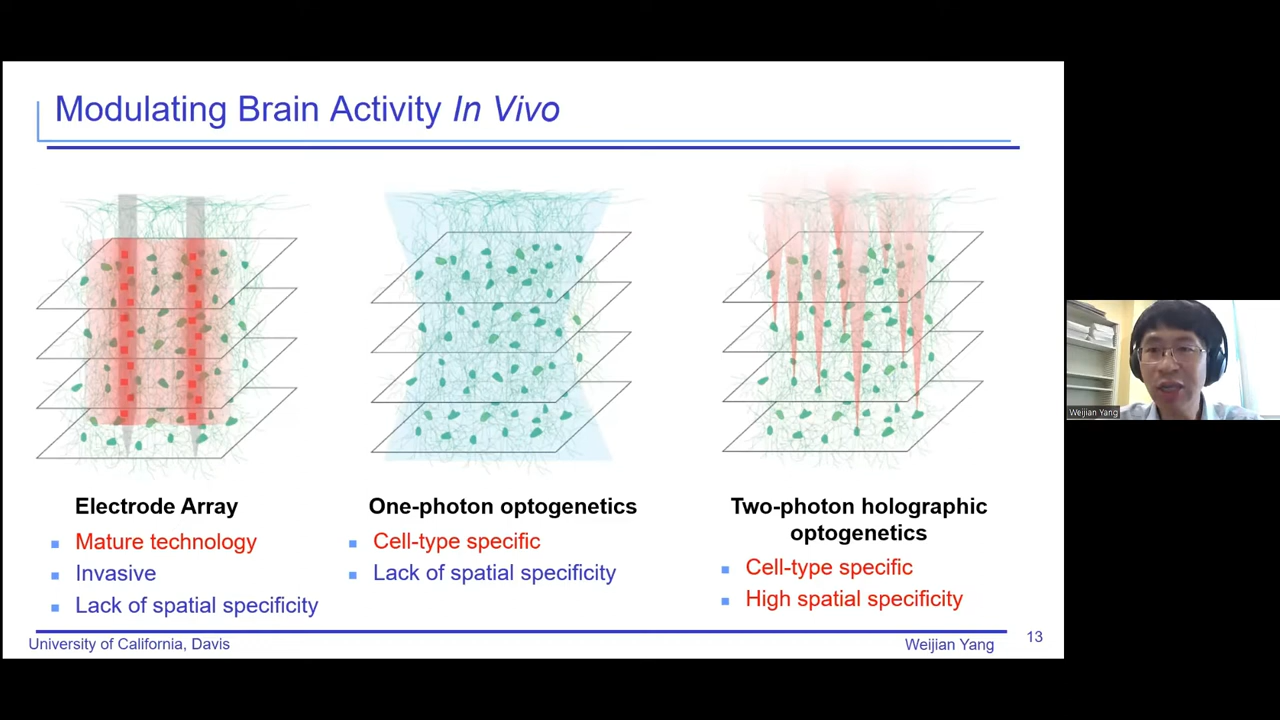 Modulating Brain Activity In Vivo
Electrode Array
Mature technology
Invasive
Lack of spatial specificity
One-photon optogenetics
Cell-type specific
Lack of spatial specificity
Two-photon holographic
optogenetics
Cell-type specific
High spatial specificity
University of California, Davis
Weijian Yang
13
Weijian Yang